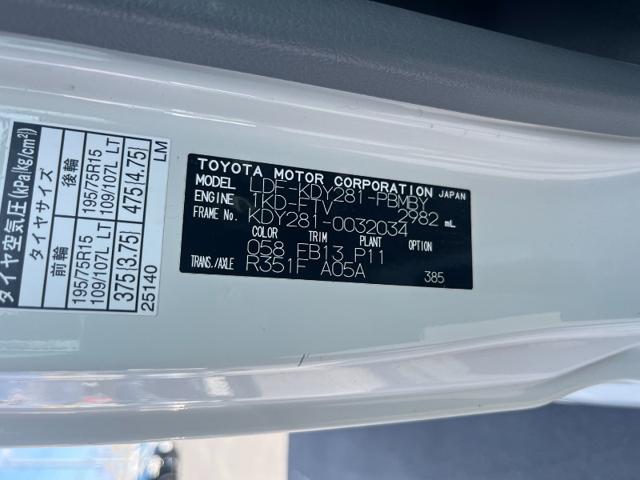 タイヤ空気圧(kPa{kg/cm²})
タイヤサイズ
前輪
後輪
195/75R15
109/107L LT
195/75R15
109/107L LT
375{3.75}
475{4.75}
25140
LM
TOYOTA MOTOR CORPORATION JAPAN
MODEL LDF-KDY281-PBMBY
ENGINE 1KD-FTV 2982 mL
FRAME No. KDY281-0032034
COLOR TRIM PLANT OPTION
058 FB13 P11
TRANS./AXLE R351F A05A
385